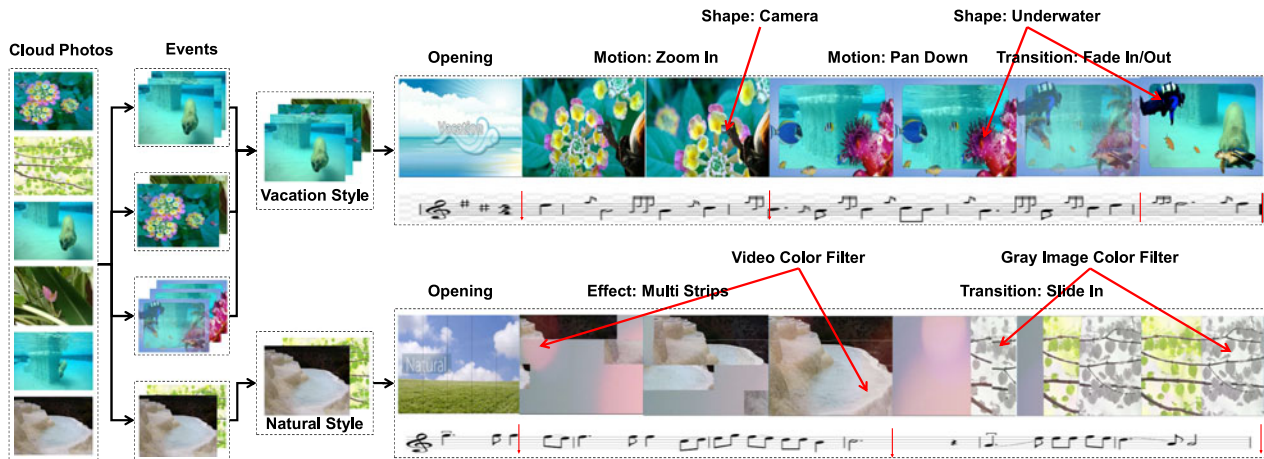 Cloud Photos
Events
Vacation Style
Natural Style
Shape: Camera
Shape: Underwater
Opening
Motion: Zoom In
Motion: Pan Down
Transition: Fade In/Out
Vacation
Video Color Filter
Gray Image Color Filter
Opening
Effect: Multi Strips
Transition: Slide In
Natural